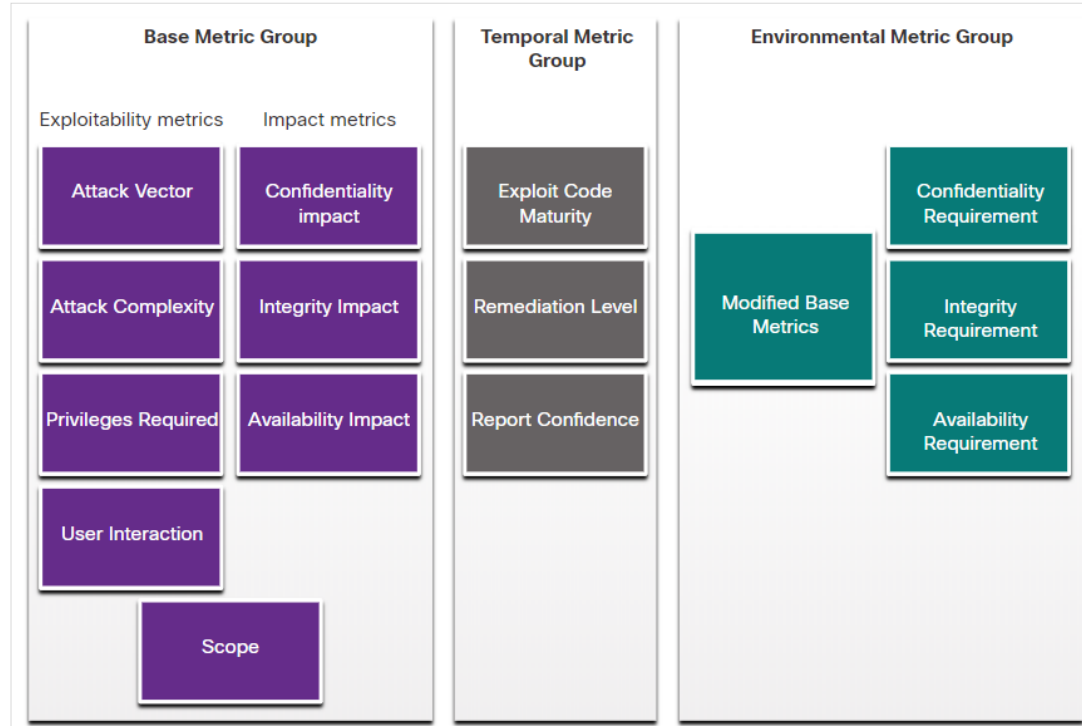 Base Metric Group
Exploitability metrics
Impact metrics
Attack Vector
Confidentiality
impact
Attack Complexity
Integrity Impact
Privileges Required
Availability Impact
User Interaction
Scope
Temporal Metric
Group
Exploit Code
Maturity
Remediation Level
Report Confidence
Environmental Metric Group
Modified Base
Metrics
Confidentiality
Requirement
Integrity
Requirement
Availability
Requirement